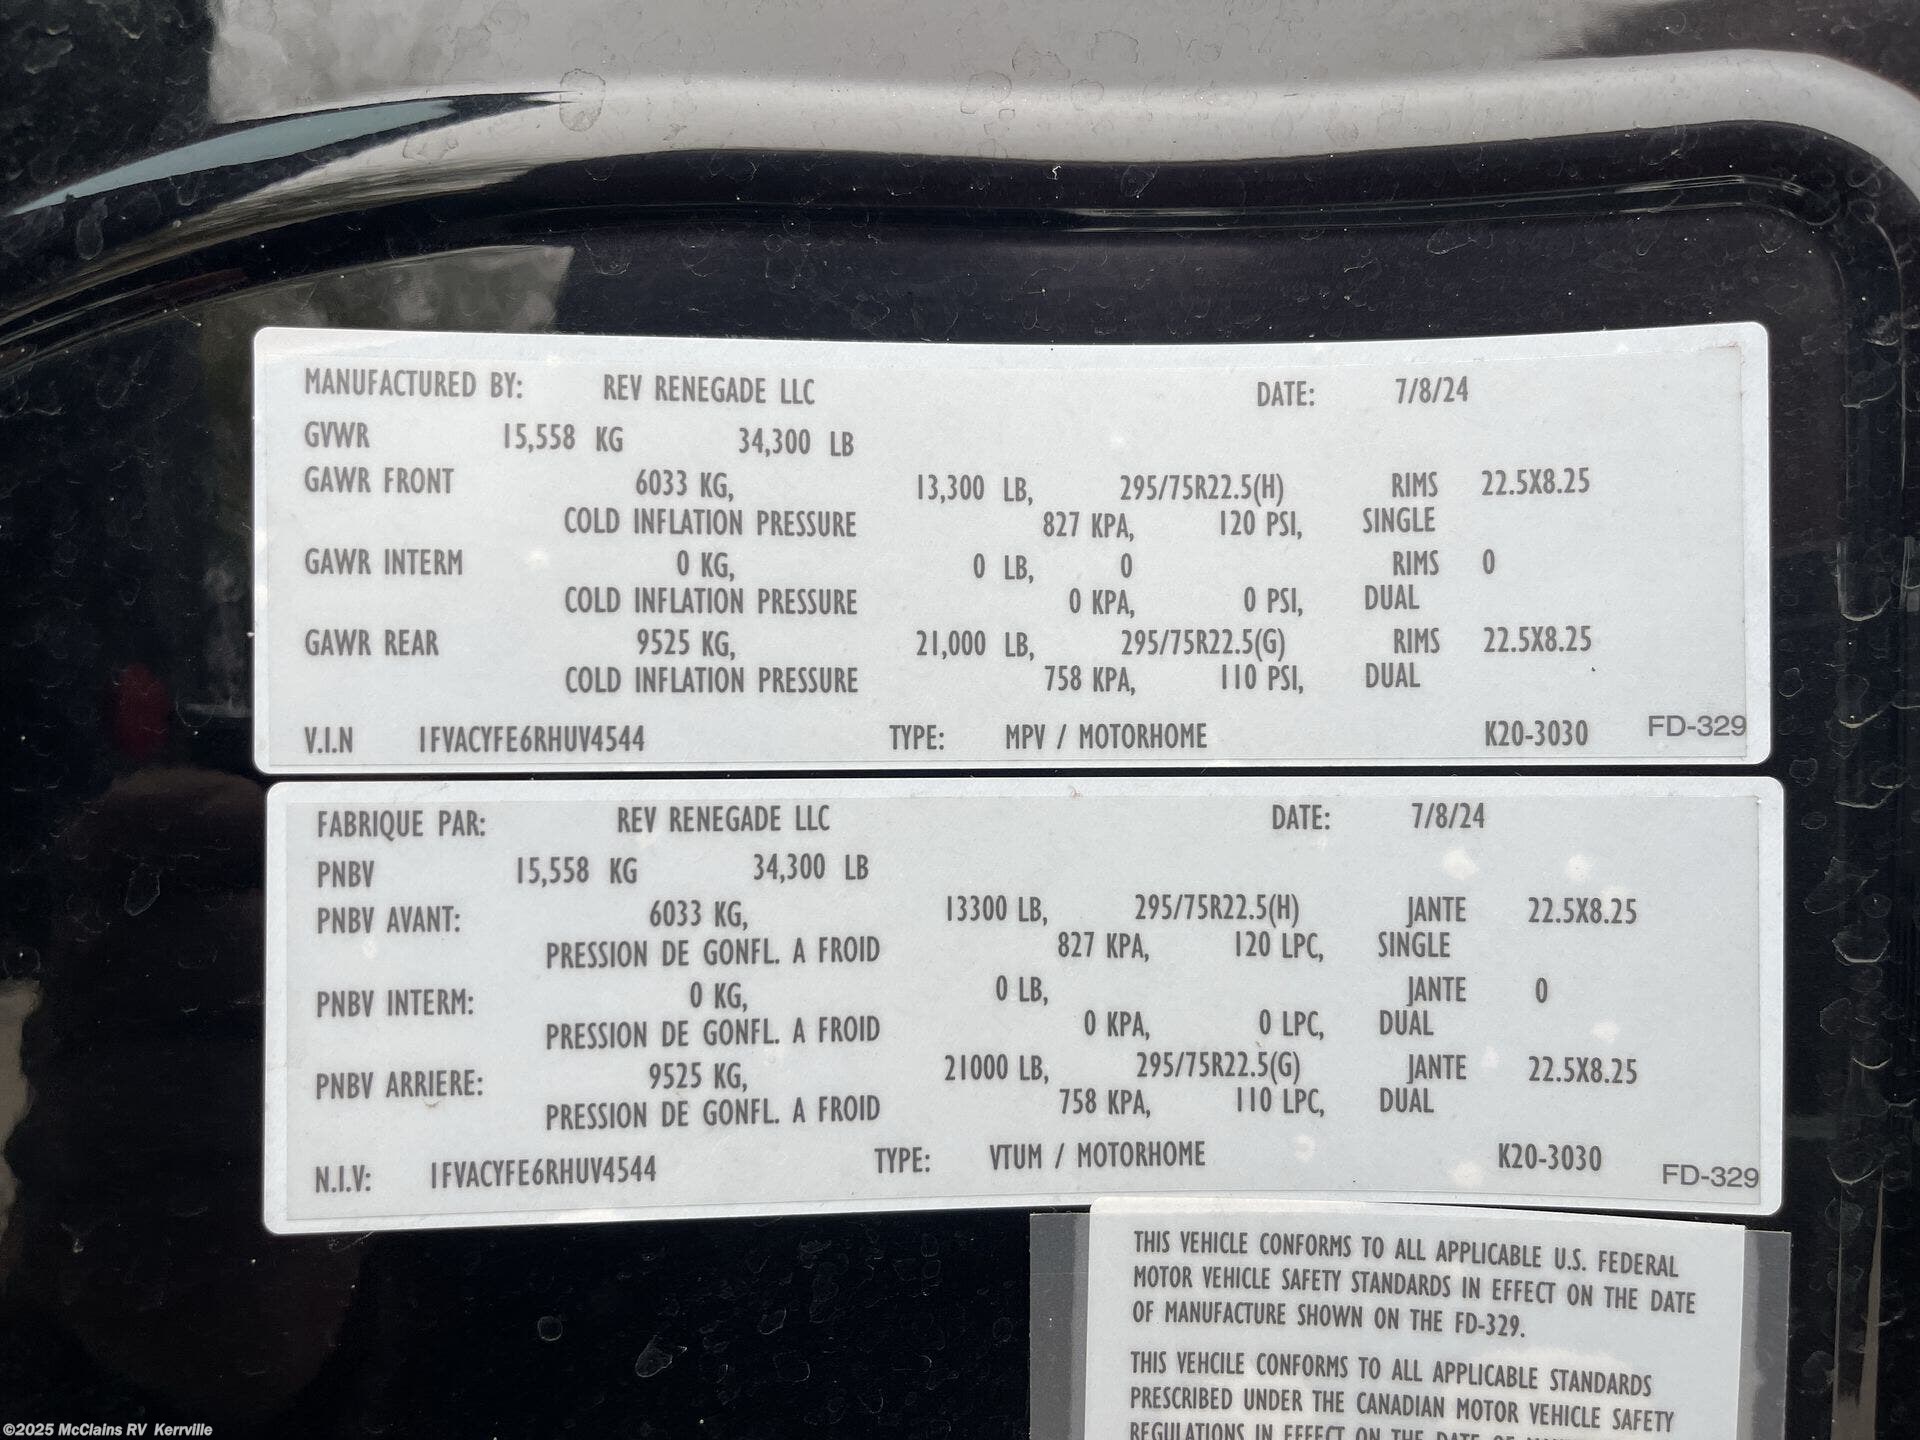 MANUFACTURED BY: REV RENEGADE LLC DATE: 7/8/24
GVWR 15,558 KG 34,300 LB
GAWR FRONT 6033 KG, 13,300 LB, 295/75R22.5(H) RIMS 22.5X8.25
COLD INFLATION PRESSURE 827 KPA, 120 PSI, SINGLE
GAWR INTERM 0 KG, 0 LB, 0 RIMS 0
COLD INFLATION PRESSURE 0 KPA, 0 PSI, DUAL
GAWR REAR 9525 KG, 21,000 LB, 295/75R22.5(G) RIMS 22.5X8.25
COLD INFLATION PRESSURE 758 KPA, 110 PSI, DUAL
V.I.N 1FVACYFE6RHUV4544 TYPE: MPV / MOTORHOME K20-3030 FD-329
FABRIQUE PAR: REV RENEGADE LLC DATE: 7/8/24
PNBV 15,558 KG 34,300 LB
PNBV AVANT: 6033 KG, 13300 LB, 295/75R22.5(H) JANTE 22.5X8.25
PRESSION DE GONFL. A FROID 827 KPA, 120 LPC, SINGLE
PNBV INTERM: 0 KG, 0 LB, JANTE 0
PRESSION DE GONFL. A FROID 0 KPA, 0 LPC, DUAL
PNBV ARRIERE: 9525 KG, 21000 LB, 295/75R22.5(G) JANTE 22.5X8.25
PRESSION DE GONFL. A FROID 758 KPA, 110 LPC, DUAL
N.I.V: 1FVACYFE6RHUV4544 TYPE: VTUM / MOTORHOME K20-3030 FD-329
THIS VEHICLE CONFORMS TO ALL APPLICABLE U.S. FEDERAL
MOTOR VEHICLE SAFETY STANDARDS IN EFFECT ON THE DATE
OF MANUFACTURE SHOWN ON THE FD-329.
THIS VEHCILE CONFORMS TO ALL APPLICABLE STANDARDS
PRESCRIBED UNDER THE CANADIAN MOTOR VEHICLE SAFETY
REGULATIONS IN EFFECT ON THE DATE OF
©2025 McClains RV Kerrville